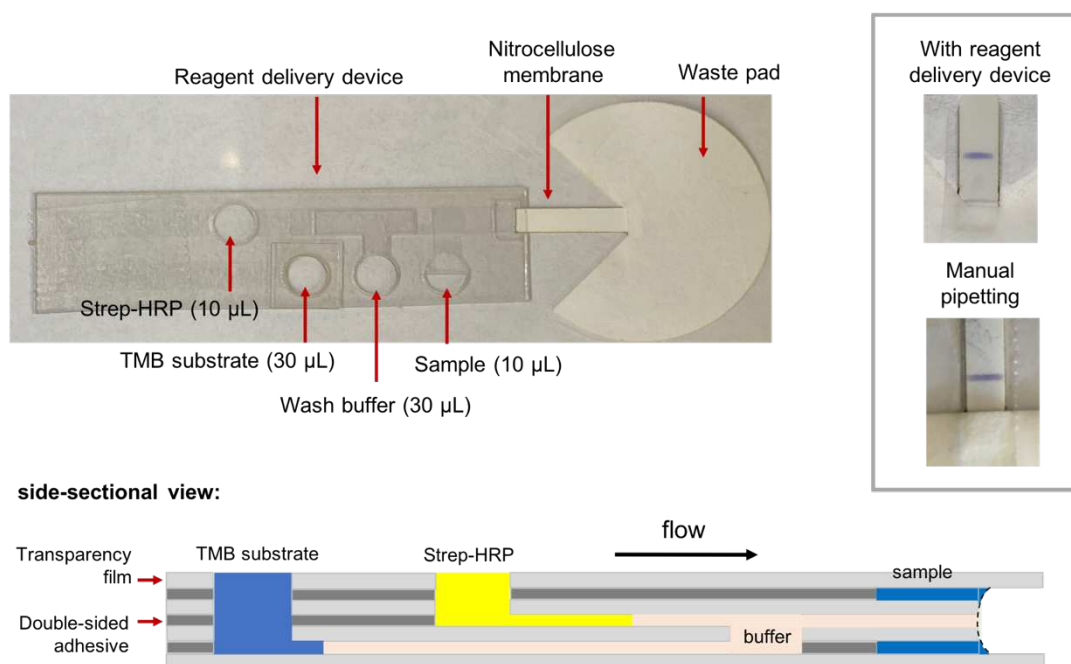 Reagent delivery device
Nitrocellulose
membrane
Waste pad
Strep-HRP (10 µL)
TMB substrate (30 µL)
Wash buffer (30 µL)
Sample (10 µL)
With reagent
delivery device
Manual
pipetting
side-sectional view:
Transparency
film
TMB substrate
Strep-HRP
flow
sample
Double-sided
adhesive
buffer